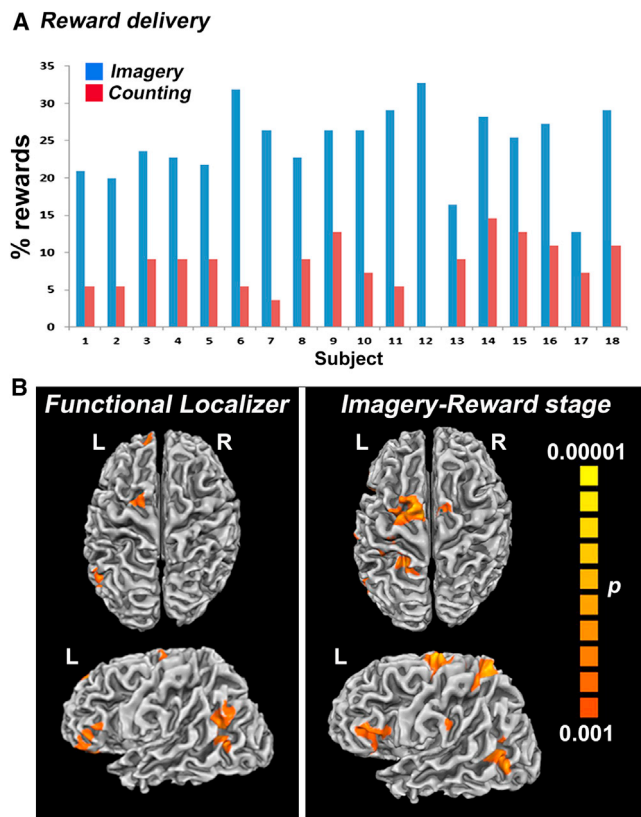 A Reward delivery
35
30
25
20
15
10
5
0
% rewards
Imagery
Counting
1 2 3 4 5 6 7 8 9 10 11 12 13 14 15 16 17 18
Subject
B
Functional Localizer
L R
L
Imagery-Reward stage
L R
L
0.00001
p
0.001